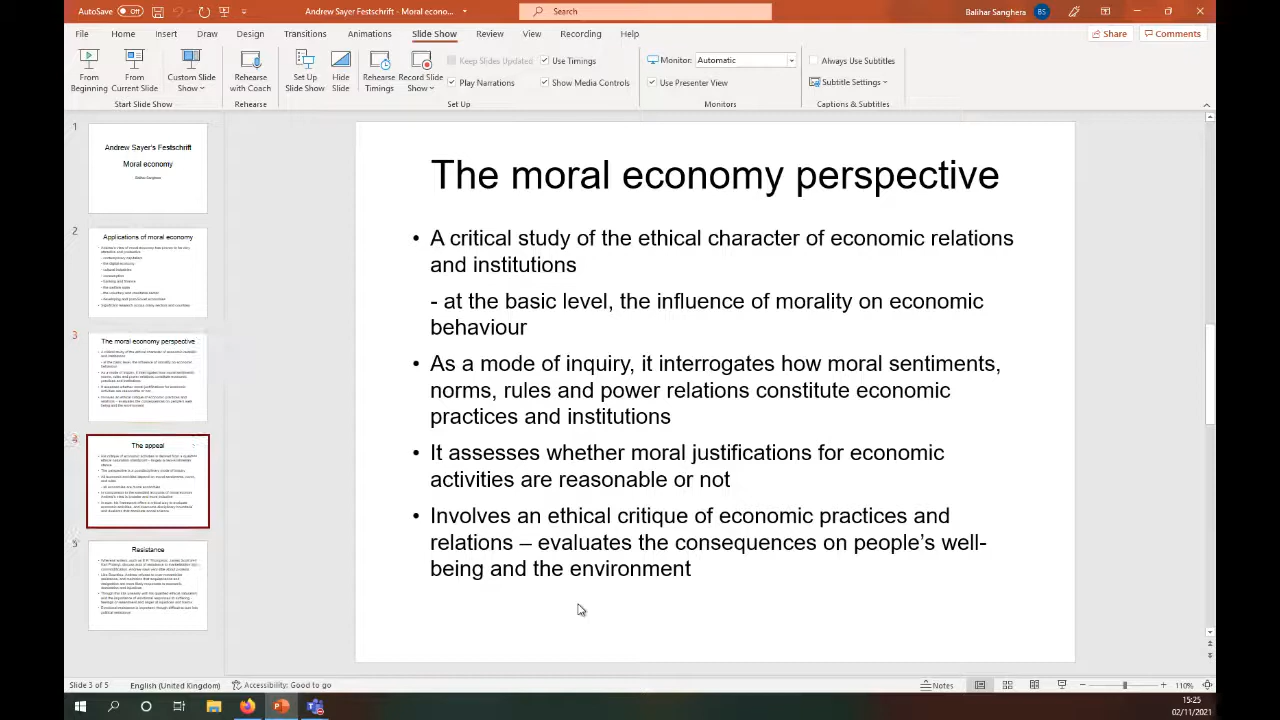 AutoSave Off
Andrew Sayer Festschrift - Moral econo...
Search
Balihar Sanghera BS
File Home Insert Draw Design Transitions Animations Slide Show Review View Recording Help
Share Comments
From Beginning
From Current Slide
Custom Slide Show
Rehearse with Coach
Set Up Slide Show
Hide Slide
Rehearse Timings
Record Slide Show
Keep Slides Updated
Play Narrations
Use Timings
Show Media Controls
Monitor: Automatic
Use Presenter View
Always Use Subtitles
Subtitle Settings
Start Slide Show Rehearse Set Up Monitors Captions & Subtitles
1
Andrew Sayer's Festschrift
Moral economy
Balihar Sanghera
2
Applications of moral economy
3
The moral economy perspective
4
The appeal
5
Resistance
The moral economy perspective
• A critical study of the ethical character of economic relations
and institutions
- at the basic level, the influence of morality on economic
behaviour
• As a mode of inquiry, it interrogates how moral sentiments,
norms, rules and power relations constitute economic
practices and institutions
• It assesses whether moral justifications for economic
activities are reasonable or not
• Involves an ethical critique of economic practices and
relations – evaluates the consequences on people's well-
being and the environment
Slide 3 of 5 English (United Kingdom) Accessibility: Good to go
Notes
110%
15:25
02/11/2021